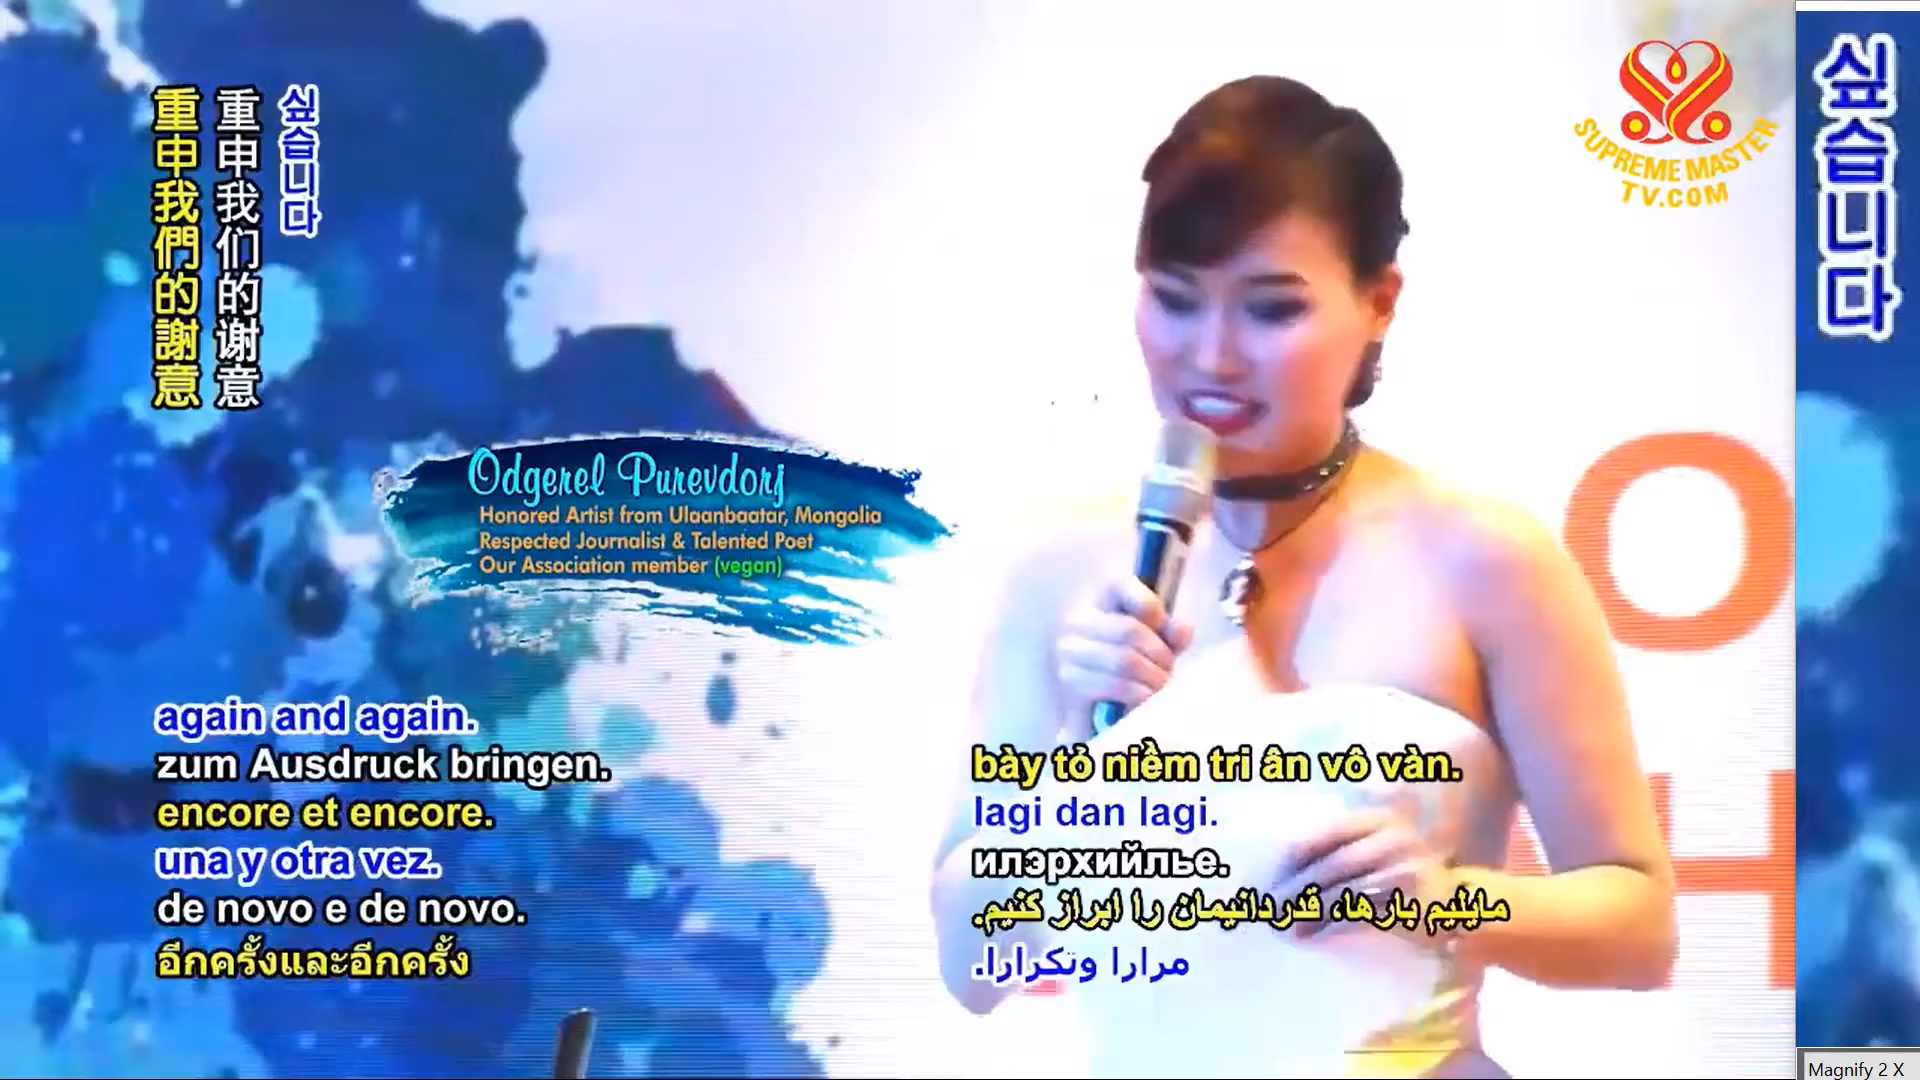 싶습니다
重申我们的谢意
重申我們的謝意
SUPREME MASTER
TV.COM
Odgerel Purevdorj
Honored Artist from Ulaanbaatar, Mongolia
Respected Journalist & Talented Poet
Our Association member (vegan)
O
H
again and again.
zum Ausdruck bringen.
encore et encore.
una y otra vez.
de novo e de novo.
อีกครั้งและอีกครั้ง
bày tỏ niềm tri ân vô vàn.
lagi dan lagi.
илэрхийлье.
مایلیم بارها، قدردانیمان را ابراز کنیم.
مرارا وتكرارا.
싶습니다
Magnify 2 X